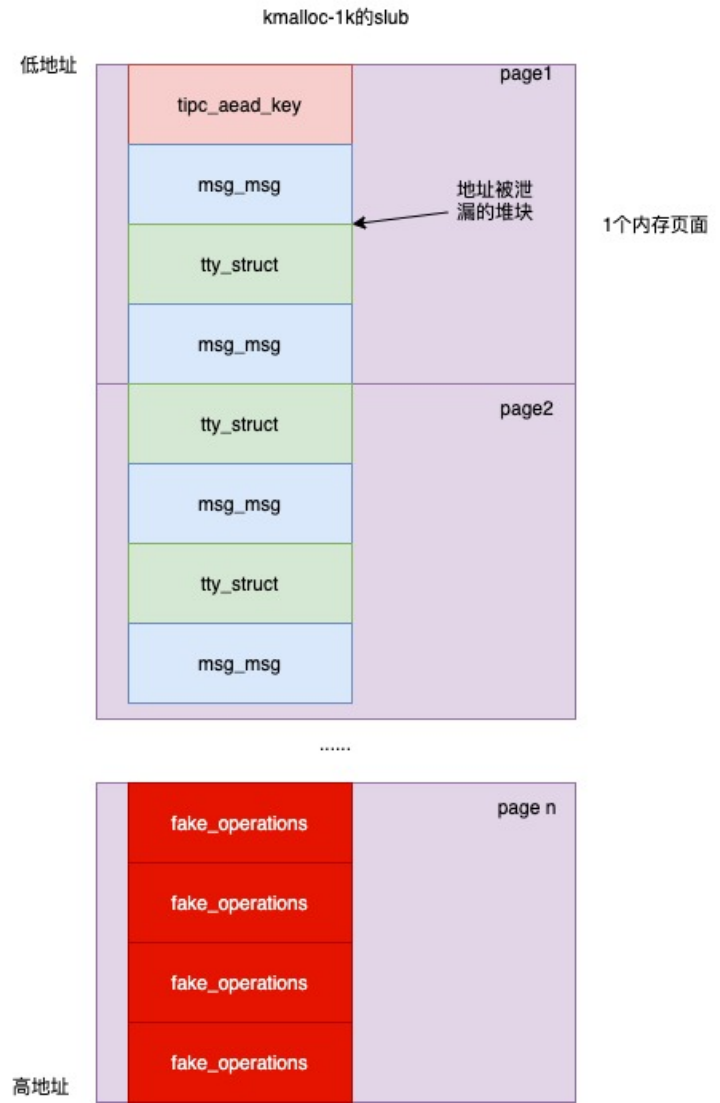 kmalloc-1k的slub
低地址
page1
tipc_aead_key
msg_msg
地址被泄
漏的堆块
1个内存页面
tty_struct
msg_msg
page2
tty_struct
msg_msg
tty_struct
msg_msg
......
page n
fake_operations
fake_operations
fake_operations
fake_operations
高地址